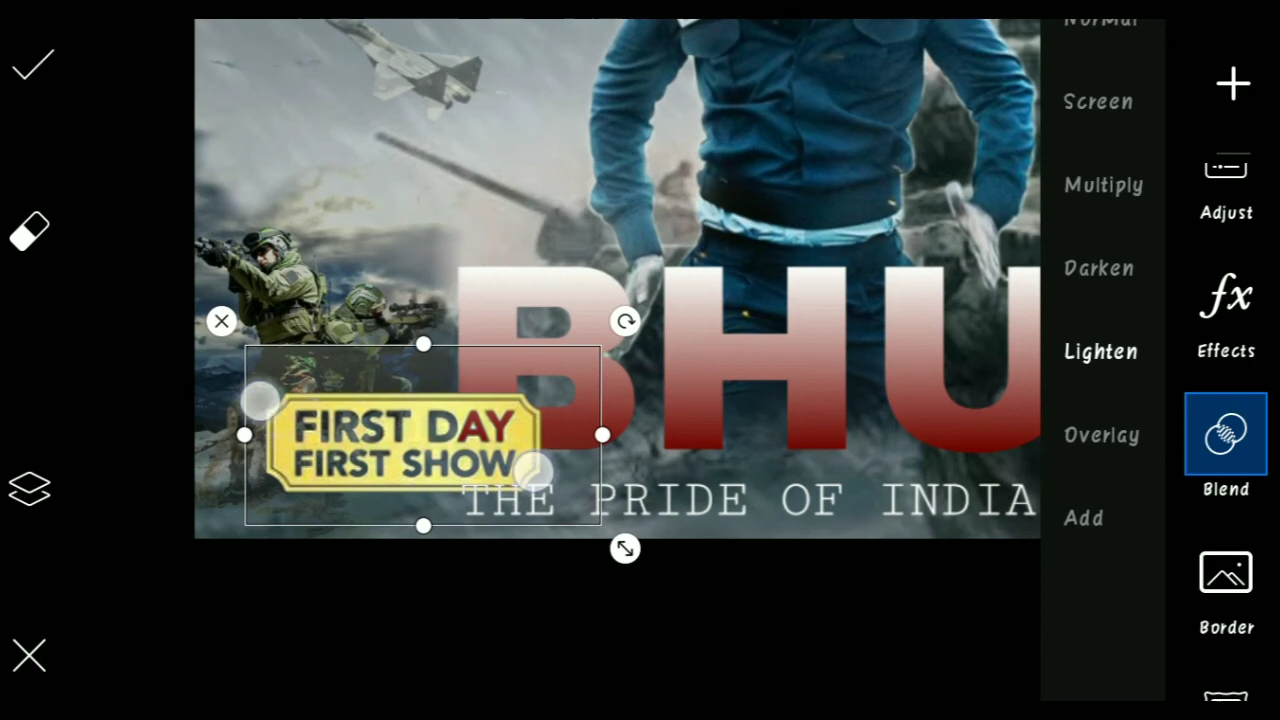 Normal
Screen
Multiply
Adjust
Darken
BHU
Effects
Lighten
FIRST DAY
FIRST SHOW
Overlay
THE PRIDE OF INDIA
Blend
Add
Border